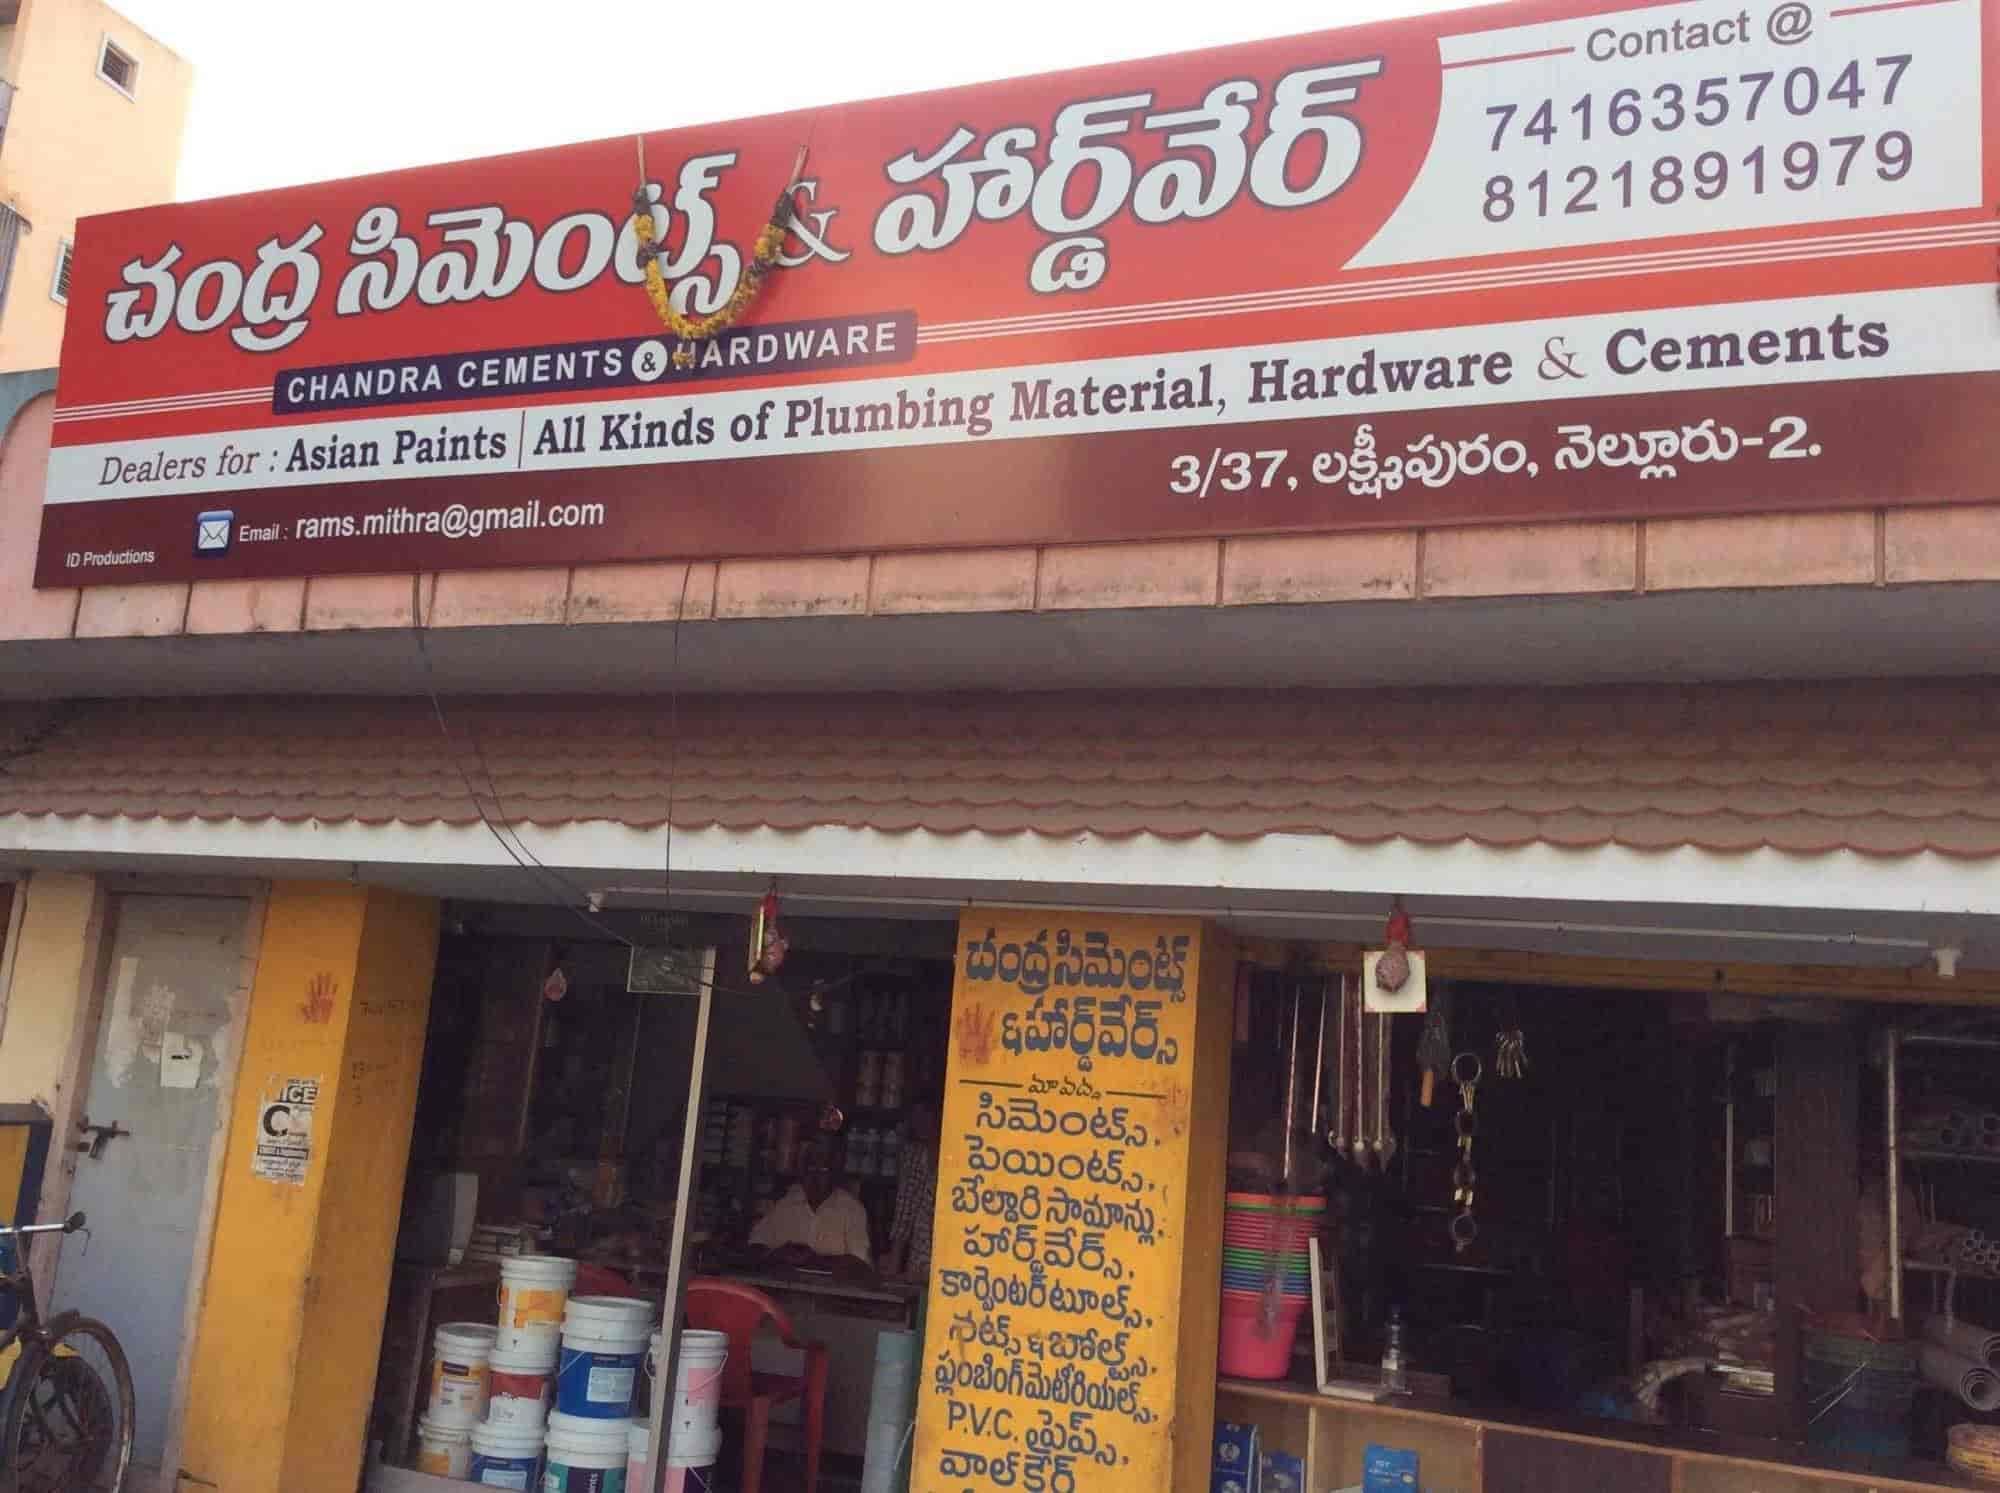 Contact @
7416357047
8121891979
చంద్ర సిమెంట్స్ & హార్డ్‌వేర్
CHANDRA CEMENTS & HARDWARE
Dealers for : Asian Paints | All Kinds of Plumbing Material, Hardware & Cements
3/37, లక్ష్మీపురం, నెల్లూరు-2.
Email : rams.mithra@gmail.com
ID Productions
చంద్ర సిమెంట్స్
& హార్డ్‌వేర్స్
మా వద్ద
సిమెంట్స్,
పెయింట్స్,
బేల్దారి సామాన్లు,
హార్డ్‌వేర్స్,
కార్పెంటర్ టూల్స్,
నట్స్ & బోల్ట్స్,
ప్లంబింగ్ మెటీరియల్స్,
P.V.C. పైప్స్,
వాల్ కేర్